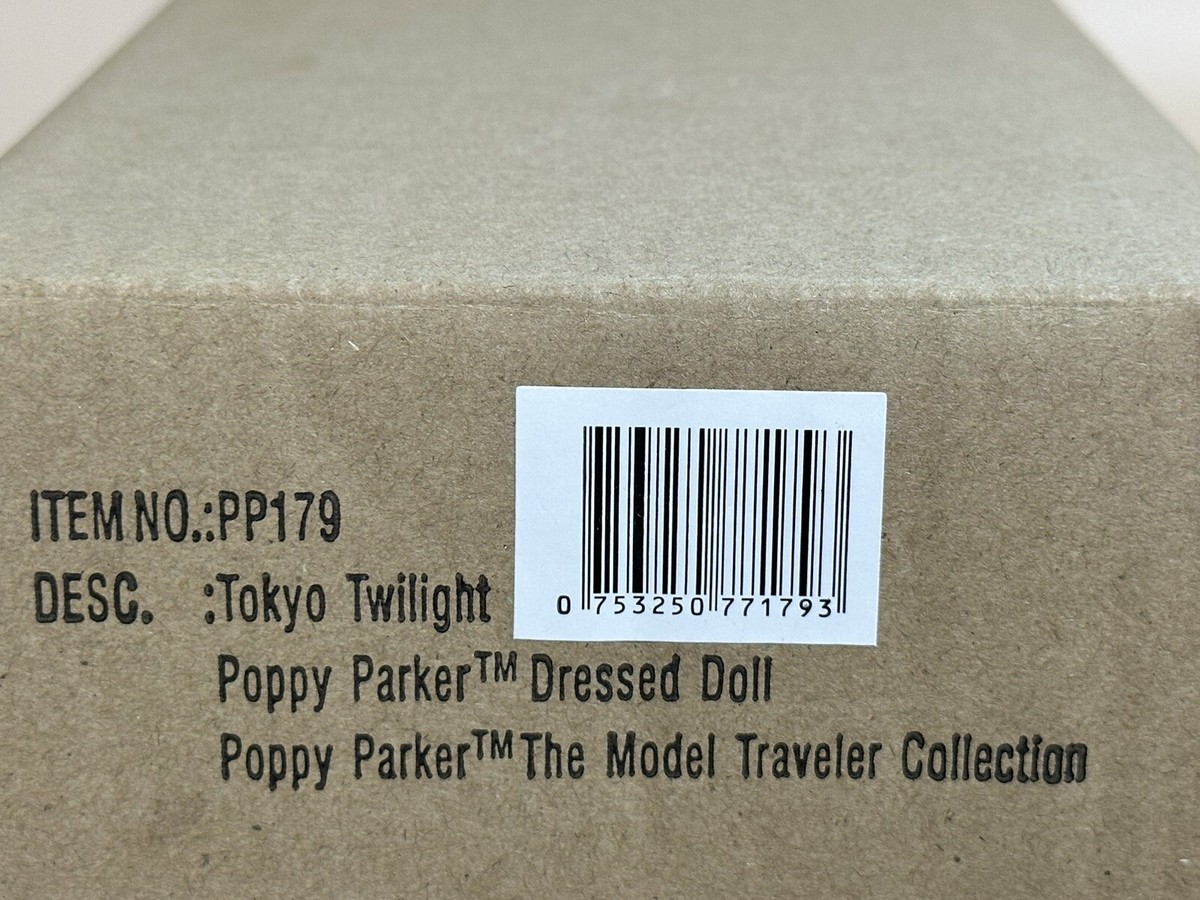 ITEM NO.:PP179
DESC. :Tokyo Twilight
Poppy Parker™ Dressed Doll
Poppy Parker™ The Model Traveler Collection
0 753250 771793